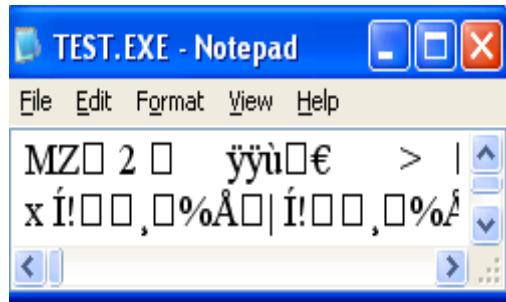 TEST.EXE - Notepad
File Edit Format View Help
MZ□ 2 □ ÿÿù□€ > |
x Í!□□¸□%Å□| Í!□□¸□%Å